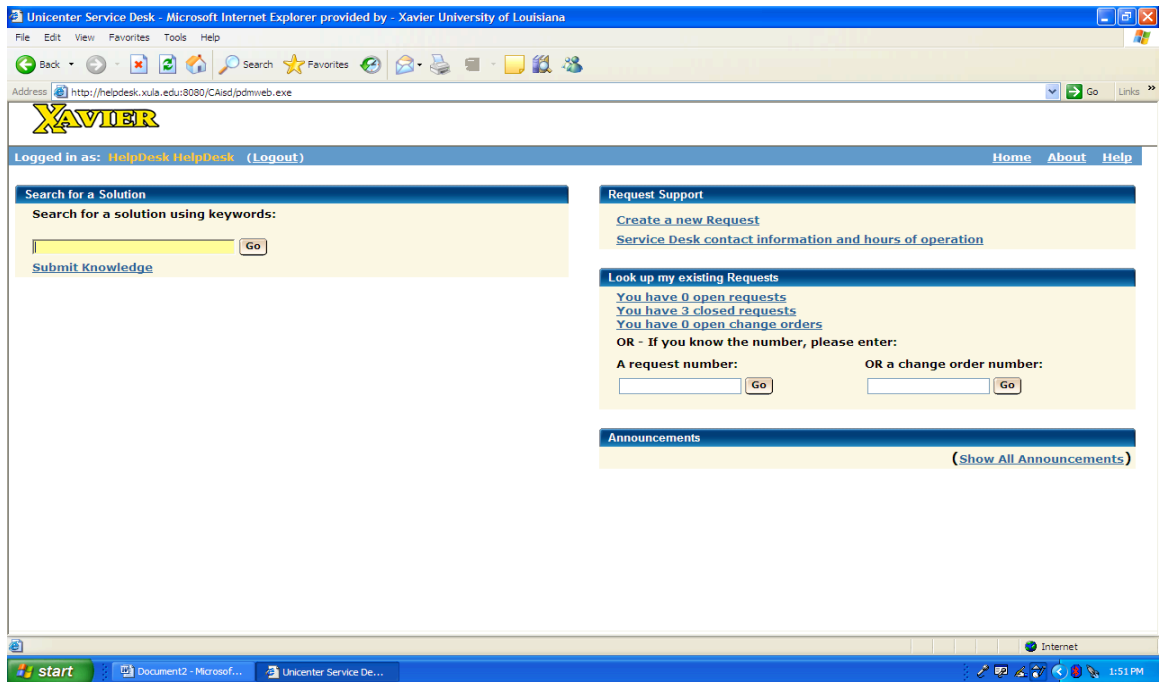 Unicenter Service Desk - Microsoft Internet Explorer provided by - Xavier University of Louisiana
File Edit View Favorites Tools Help
Back Search Favorites
Address http://helpdesk.xula.edu:8080/CAisd/pdmweb.exe Go Links »
XAVIER
Logged in as: HelpDesk HelpDesk (Logout) Home About Help
Search for a Solution
Search for a solution using keywords:
Go
Submit Knowledge
Request Support
Create a new Request
Service Desk contact information and hours of operation
Look up my existing Requests
You have 0 open requests
You have 3 closed requests
You have 0 open change orders
OR - If you know the number, please enter:
A request number: OR a change order number:
Go Go
Announcements
(Show All Announcements)
Internet
start Document2 - Microsof... Unicenter Service De... 1:51 PM